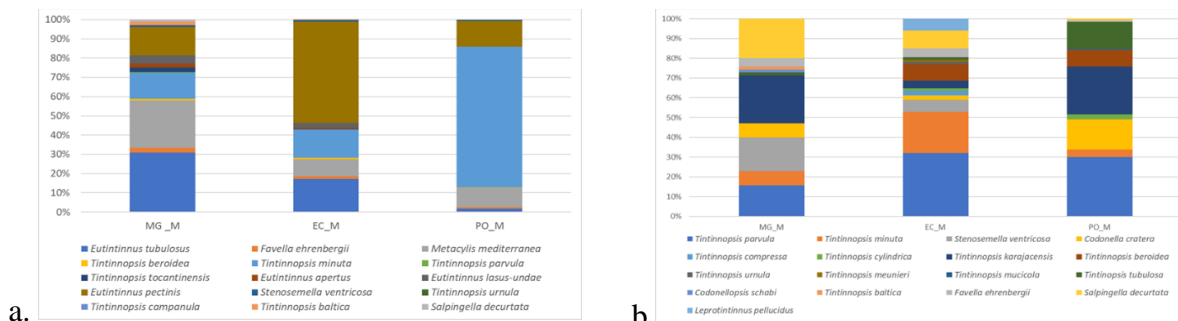 100%
90%
80%
70%
60%
50%
40%
30%
20%
10%
0%
MG _M EC_M PO_M
Eutintinnus tubulosus Favella ehrenbergii Metacylis mediterranea
Tintinnopsis beroidea Tintinnopsis minuta Tintinnopsis parvula
Tintinnopsis tocantinensis Eutintinnus apertus Eutintinnus lasus-undae
Eutintinnus pectinis Stenosemella ventricosa Tintinnopsis urnula
Tintinnopsis campanula Tintinnopsis baltica Salpingella decurtata
a.
100%
90%
80%
70%
60%
50%
40%
30%
20%
10%
0%
MG_M EC_M PO_M
Tintinnopsis parvula Tintinnopsis minuta Stenosemella ventricosa Codonella cratera
Tintinnopsis compressa Tintinnopsis cylindrica Tintinnopsis karajacensis Tintinnopsis beroidea
Tintinnopsis urnula Tintinnopsis meunieri Tintinnopsis mucicola Tintinnopsis tubulosa
Codonellopsis schabi Tintinnopsis baltica Favella ehrenbergii Salpingella decurtata
Leprotintinnus pellucidus
b